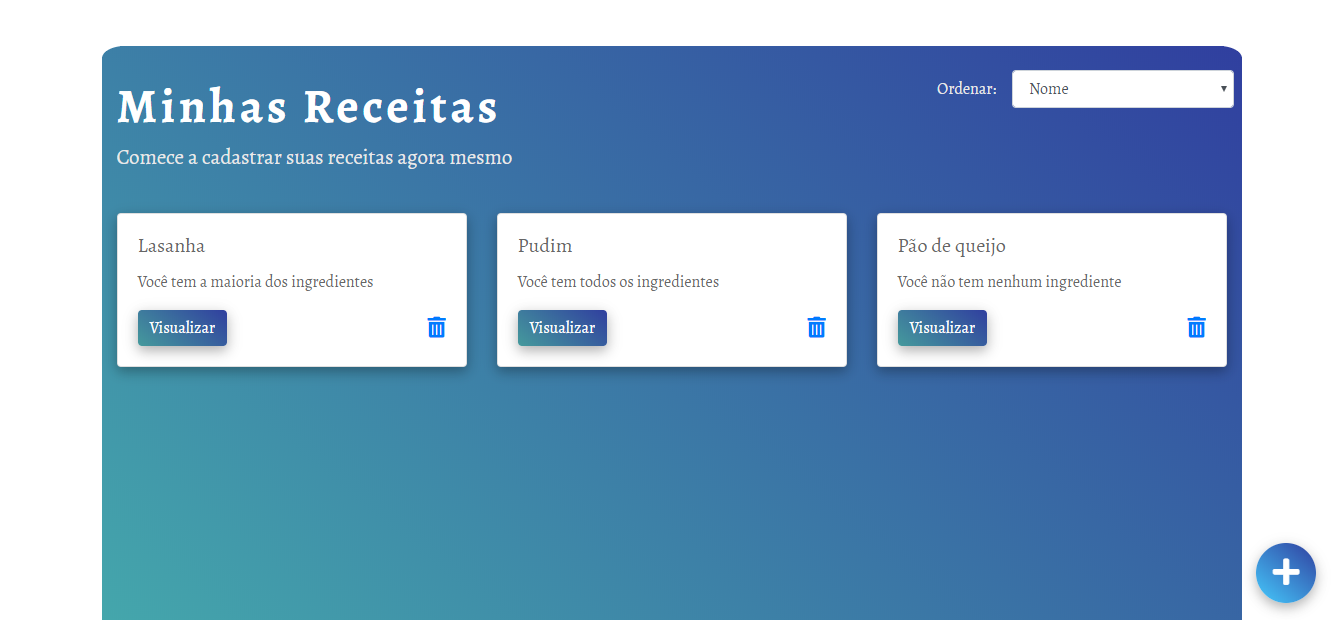 Minhas Receitas
Ordenar: Nome
Comece a cadastrar suas receitas agora mesmo
Lasanha
Você tem a maioria dos ingredientes
Visualizar
Pudim
Você tem todos os ingredientes
Visualizar
Pão de queijo
Você não tem nenhum ingrediente
Visualizar